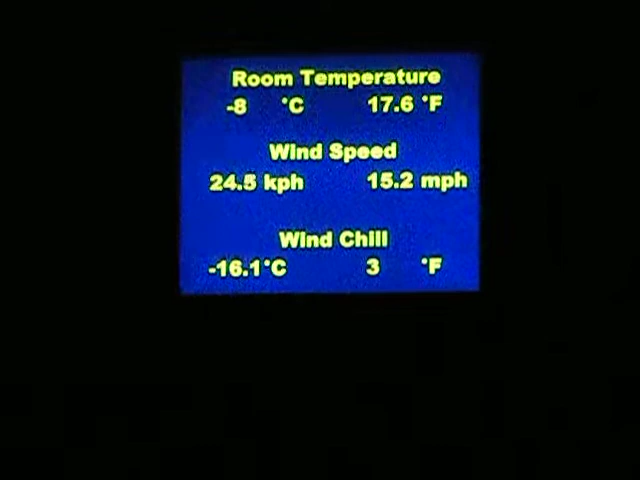 Room Temperature
-8 °C 17.6 °F
Wind Speed
24.5 kph 15.2 mph
Wind Chill
-16.1°C 3 °F